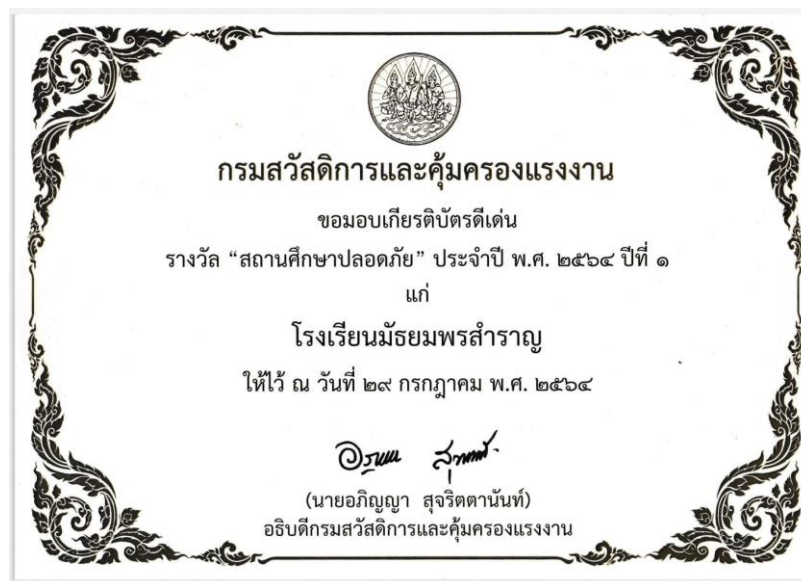 กรมสวัสดิการและคุ้มครองแรงงาน
ขอมอบเกียรติบัตรดีเด่น
รางวัล “สถานศึกษาปลอดภัย” ประจำปี พ.ศ. ๒๕๖๔ ปีที่ ๑
แก่
โรงเรียนมัธยมพรสำราญ
ให้ไว้ ณ วันที่ ๒๙ กรกฎาคม พ.ศ. ๒๕๖๔
(นายอภิญญา สุจริตตานันท์)
อธิบดีกรมสวัสดิการและคุ้มครองแรงงาน